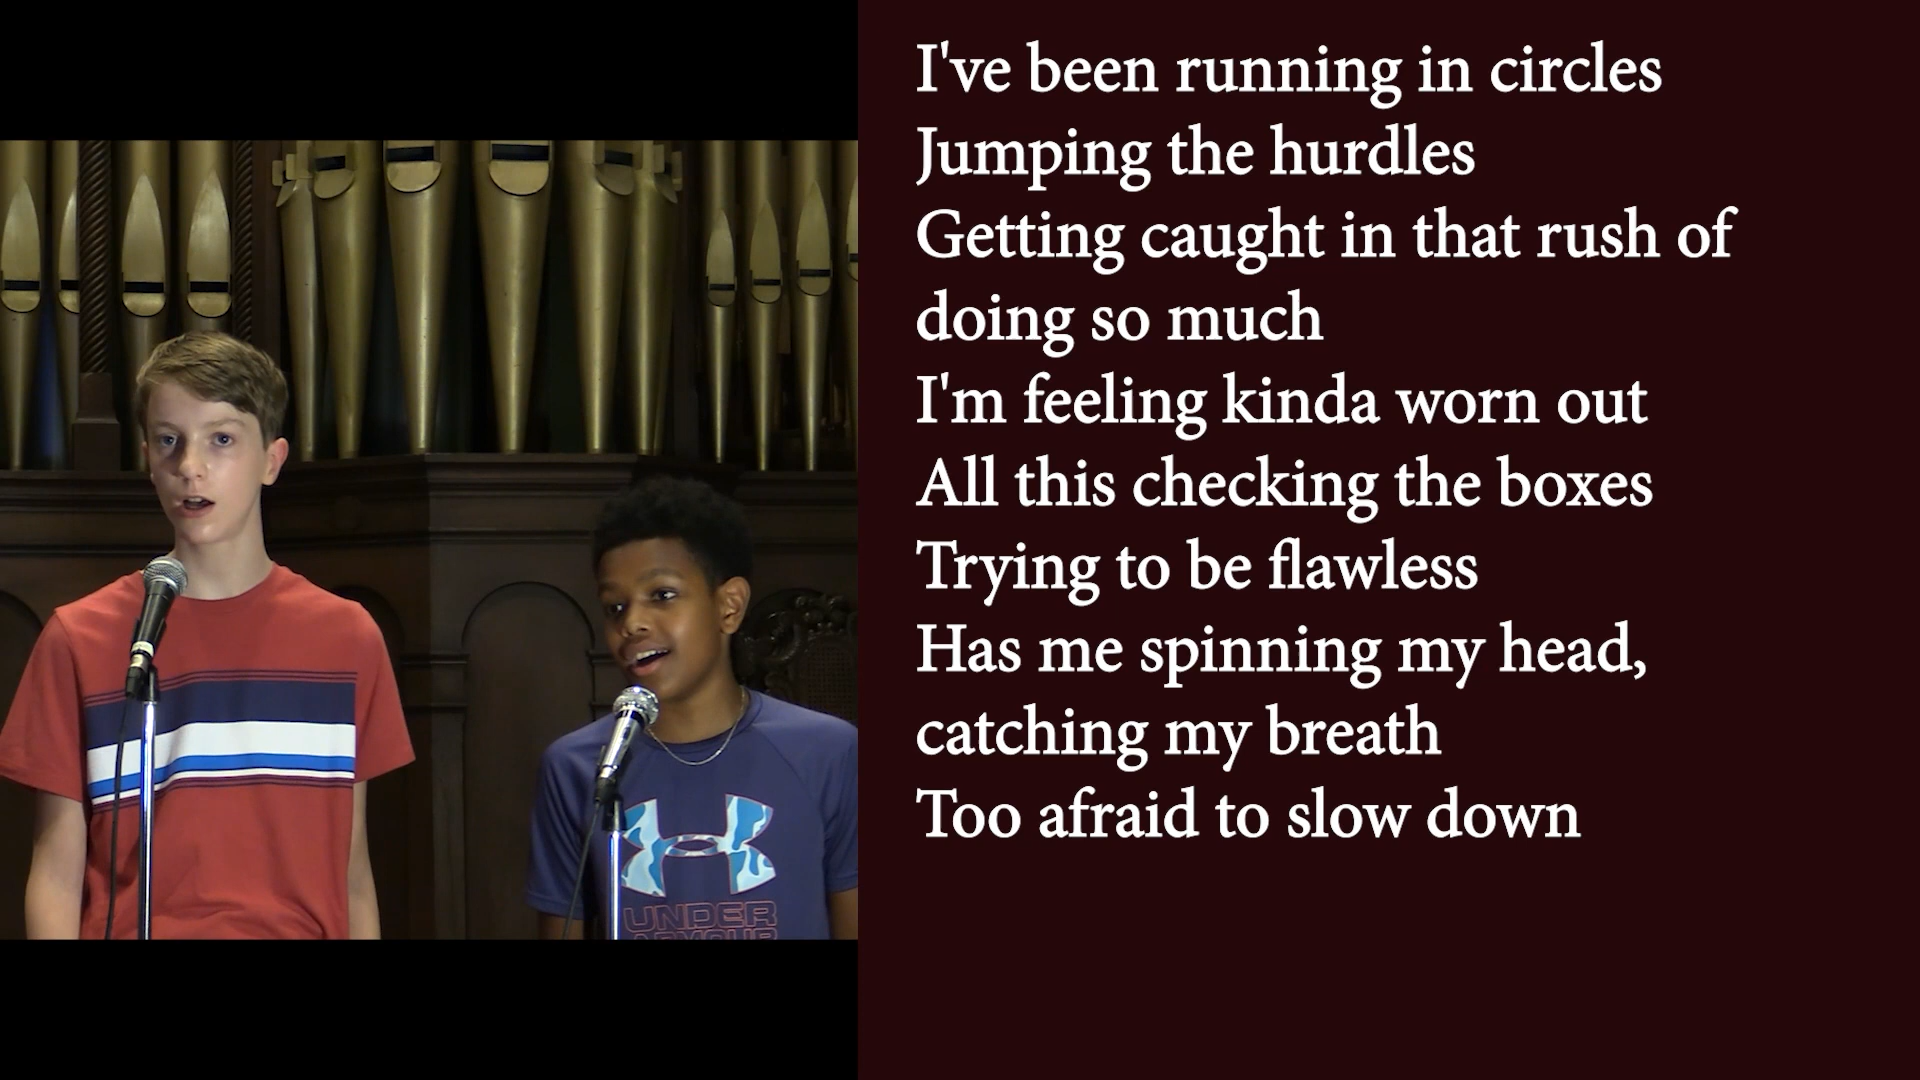 I've been running in circles
Jumping the hurdles
Getting caught in that rush of
doing so much
I'm feeling kinda worn out
All this checking the boxes
Trying to be flawless
Has me spinning my head,
catching my breath
Too afraid to slow down
UNDER
ARMOUR